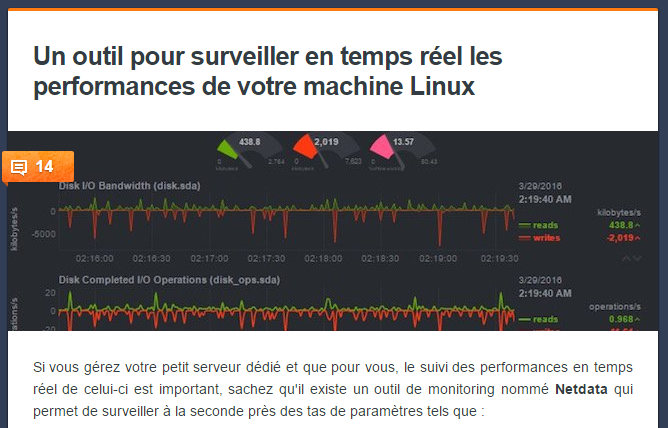 Un outil pour surveiller en temps réel les
performances de votre machine Linux
14
438.8
2,019
13.57
0
2,764
0
7,623
0
50.43
Disk I/O Bandwidth (disk.sda)
3/29/2016
2:19:40 AM
kilobytes/s
kilobytes/s
reads 438.8
writes -2,019
0
-5000
02:16:00 02:16:30 02:17:00 02:17:30 02:18:00 02:18:30 02:19:00 02:19:30
Disk Completed I/O Operations (disk_ops.sda)
3/29/2016
2:19:40 AM
operations/s
reads 0.968
20
0
-20
Si vous gérez votre petit serveur dédié et que pour vous, le suivi des performances en temps
réel de celui-ci est important, sachez qu'il existe un outil de monitoring nommé Netdata qui
permet de surveiller à la seconde près des tas de paramètres tels que :